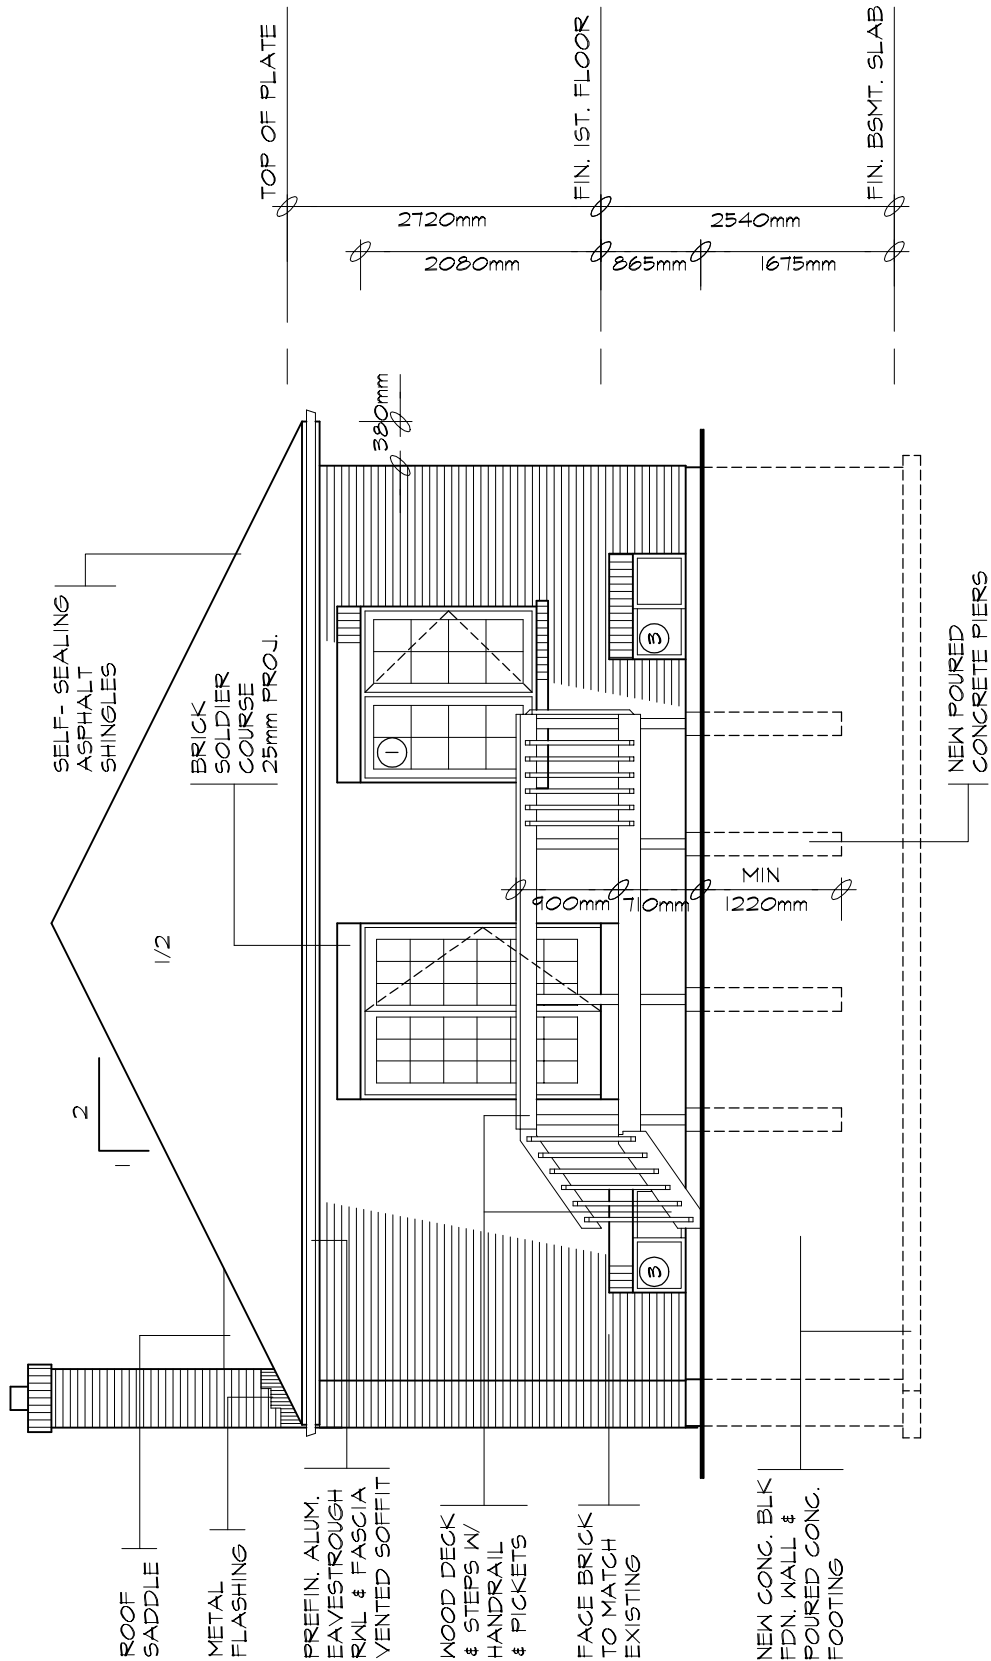 TOP OF PLATE
FIN. 1ST. FLOOR
FIN. BSMT. SLAB
2720mm
2540mm
2080mm
865mm
1675mm
380mm
SELF- SEALING
ASPHALT
SHINGLES
BRICK
SOLDIER
COURSE
25mm PROJ.
1/2
2
1
1
3
3
900mm
710mm
MIN
1220mm
NEW POURED
CONCRETE PIERS
ROOF
SADDLE
METAL
FLASHING
PREFIN. ALUM.
EAVESTROUGH
RWL & FASCIA
VENTED SOFFIT
WOOD DECK
& STEPS W/
HANDRAIL
& PICKETS
FACE BRICK
TO MATCH
EXISTING
NEW CONC. BLK
FDN. WALL &
POURED CONC.
FOOTING